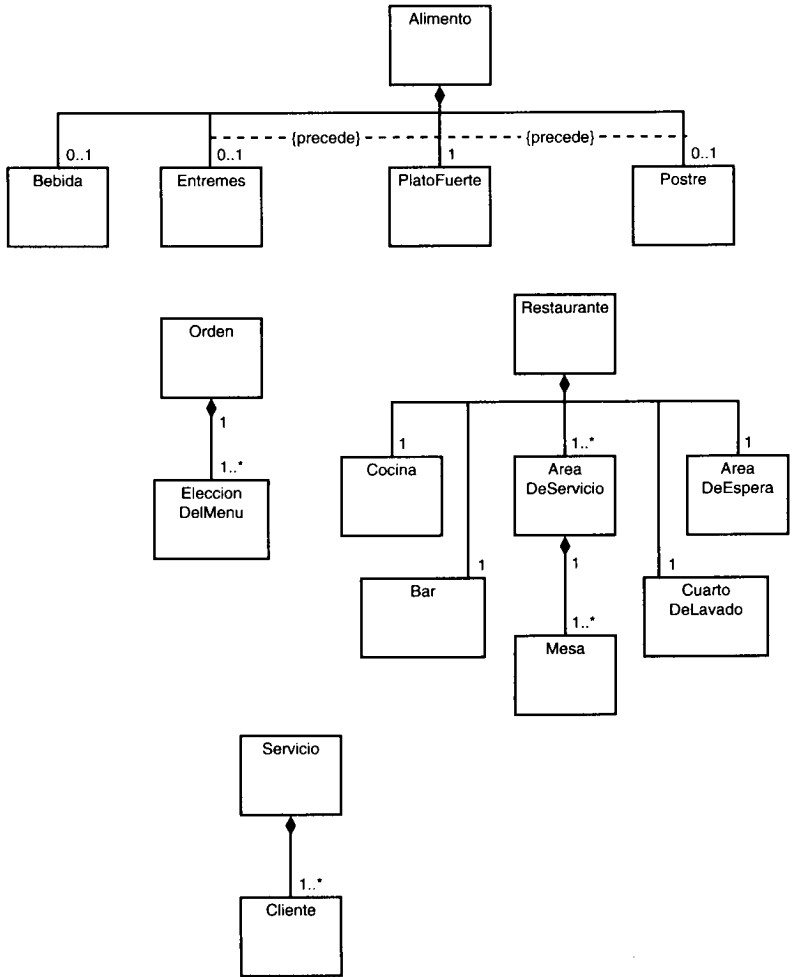 Alimento
{precede}
{precede}
0..1
0..1
1
0..1
Bebida
Entremes
PlatoFuerte
Postre
Restaurante
Orden
1
1
1..*
1
1..*
Cocina
Area
DeServicio
Area
DeEspera
Eleccion
DelMenu
1
1
1
Bar
Cuarto
DeLavado
1..*
Mesa
Servicio
1..*
Cliente